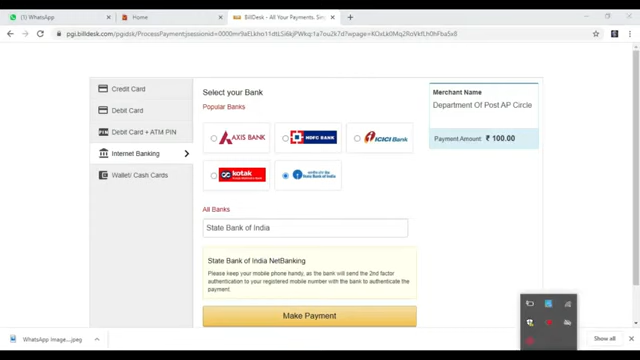 (1) WhatsApp
Home
BillDesk - All Your Payments. Sin
Credit Card
Debit Card
Debit Card + ATM PIN
Internet Banking
Wallet/ Cash Cards
Select your Bank
Popular Banks
AXIS BANK
HDFC BANK
ICICI Bank
kotak
State Bank of India
All Banks
State Bank of India
State Bank of India NetBanking
Please keep your mobile phone handy, as the bank will send the 2nd factor
authentication to your registered mobile number with the bank to authenticate the
payment
Make Payment
Merchant Name
Department Of Post AP Circle
Payment Amount ₹ 100.00
WhatsApp Image....jpeg
Show all